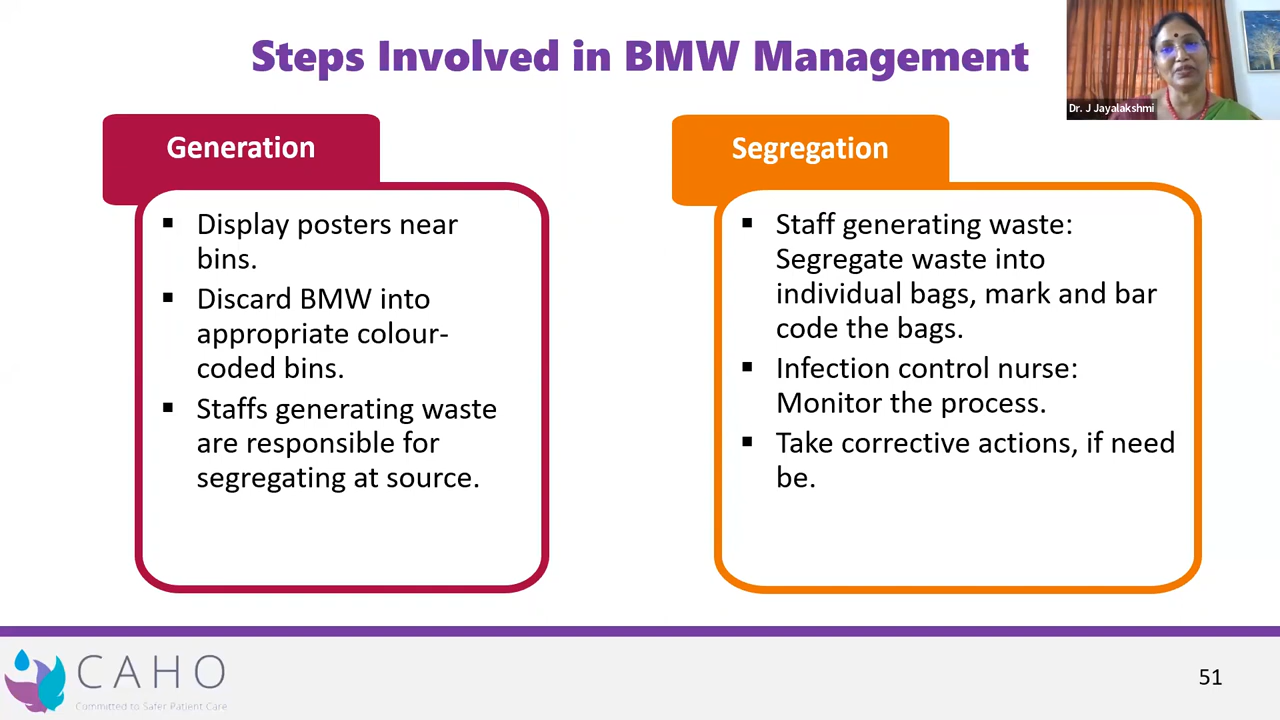 Steps Involved in BMW Management
Dr. J Jayalakshmi
Generation
▪ Display posters near
bins.
▪ Discard BMW into
appropriate colour-
coded bins.
▪ Staffs generating waste
are responsible for
segregating at source.
Segregation
▪ Staff generating waste:
Segregate waste into
individual bags, mark and bar
code the bags.
▪ Infection control nurse:
Monitor the process.
▪ Take corrective actions, if need
be.
CAHO
Committed to Safer Patient Care
51